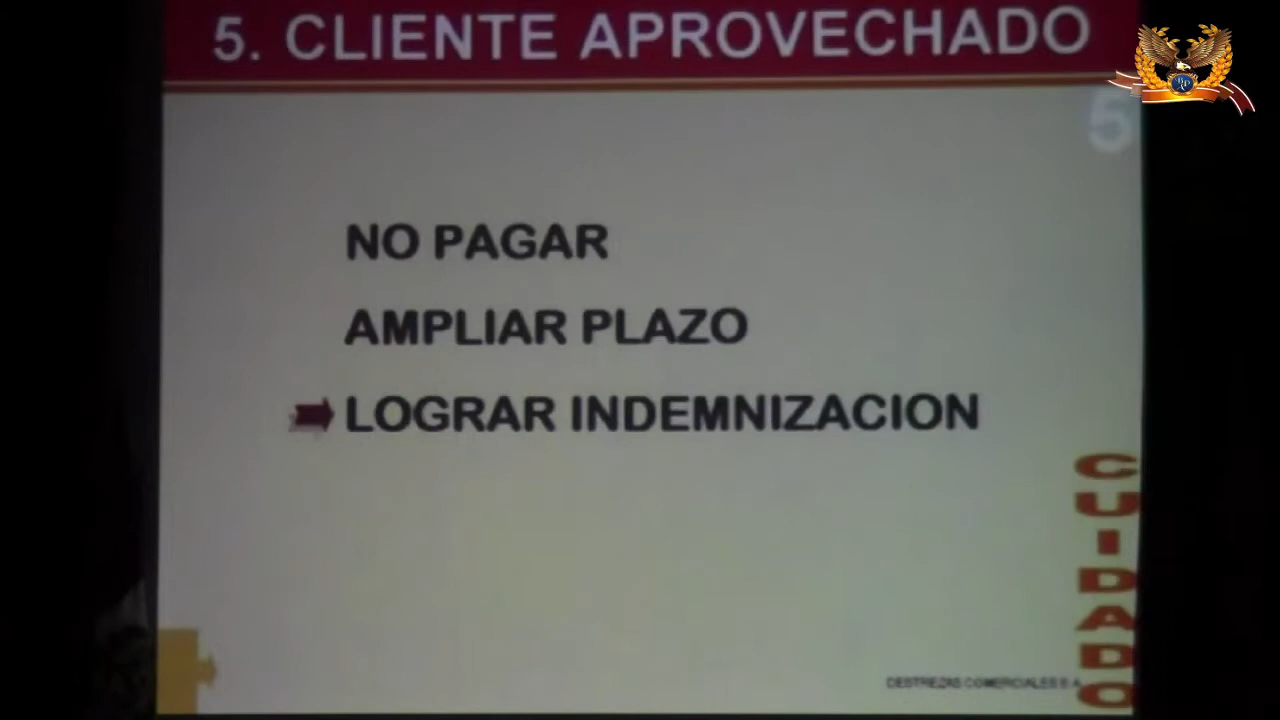 5. CLIENTE APROVECHADO
5
NO PAGAR
AMPLIAR PLAZO
LOGRAR INDEMNIZACION
CUIDADO
DESTREZAS COMERCIALES S.A.